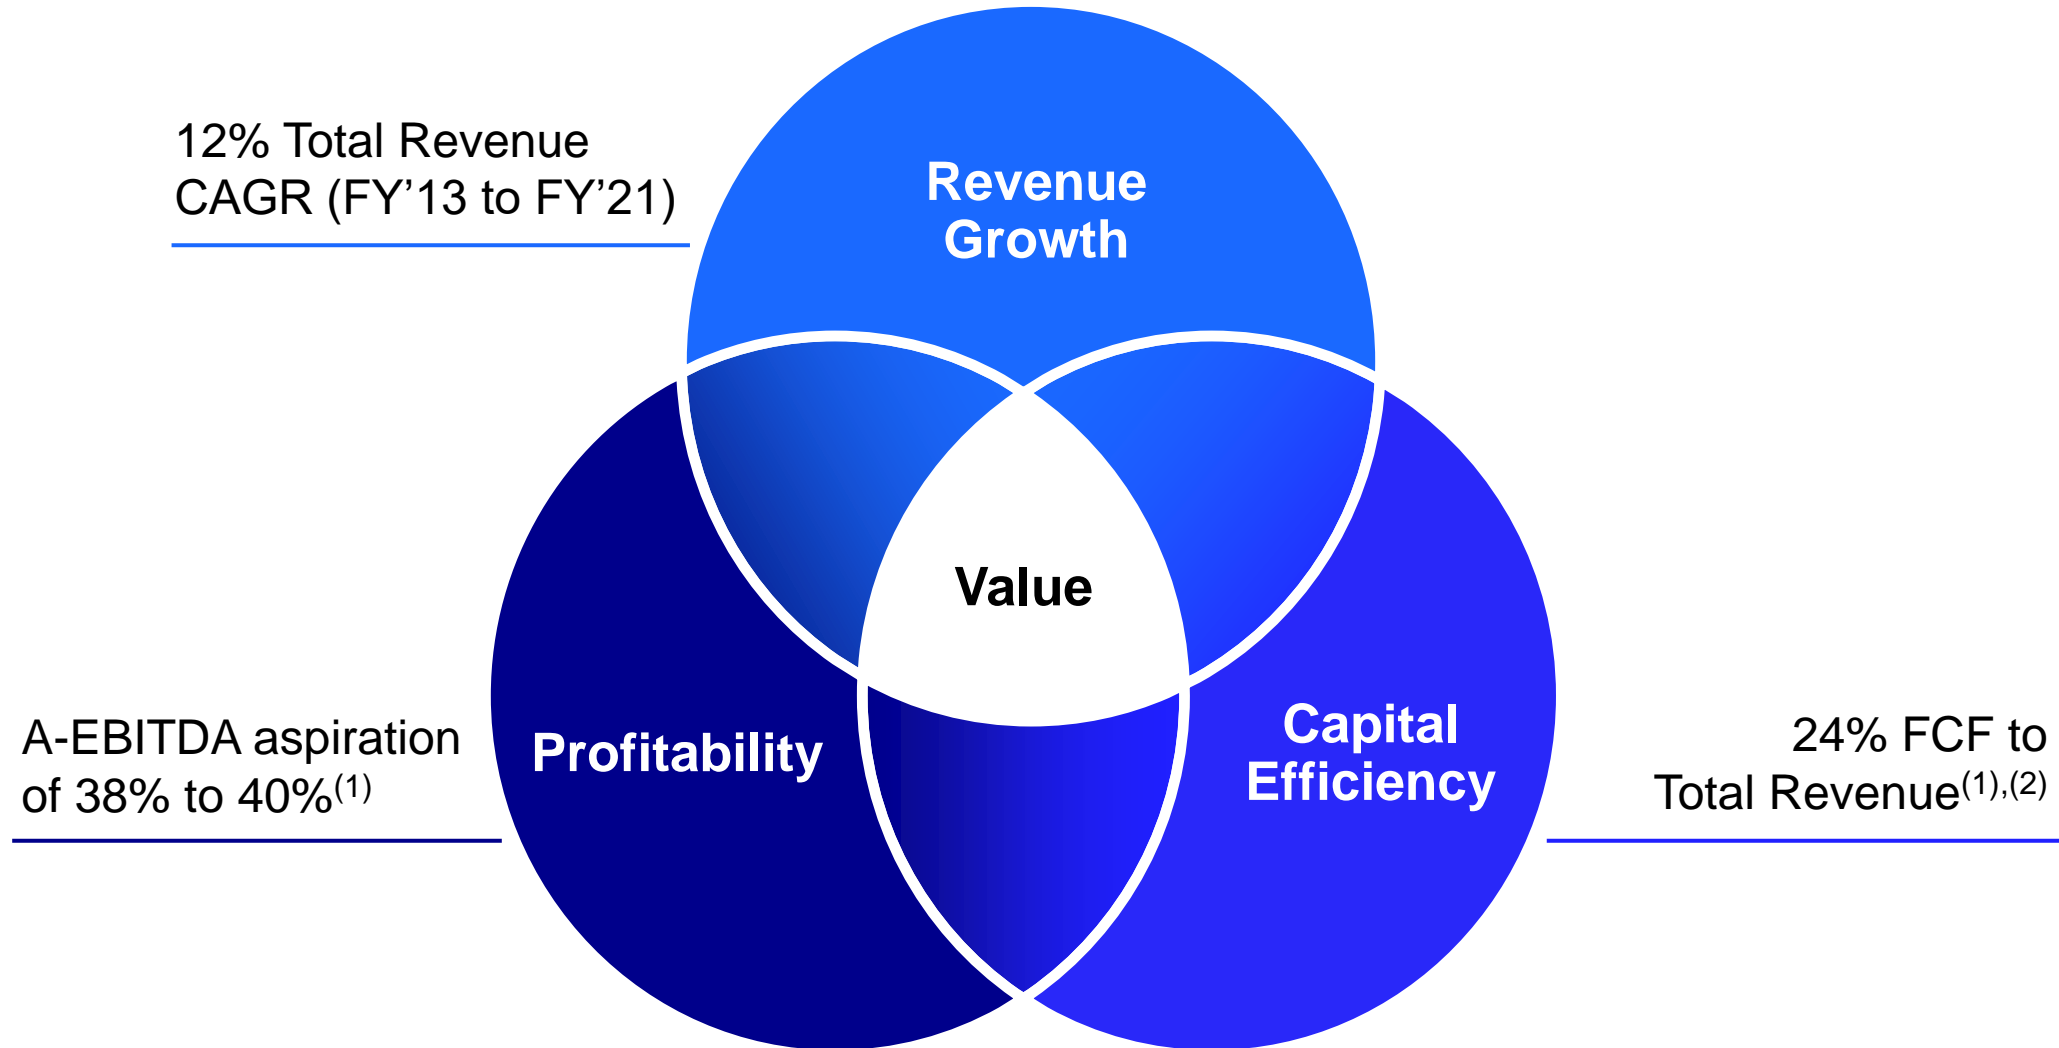 12% Total Revenue
CAGR (FY’13 to FY’21)
Revenue
Growth
Value
A-EBITDA aspiration
of 38% to 40%(1)
Profitability
Capital
Efficiency
24% FCF to
Total Revenue(1),(2)